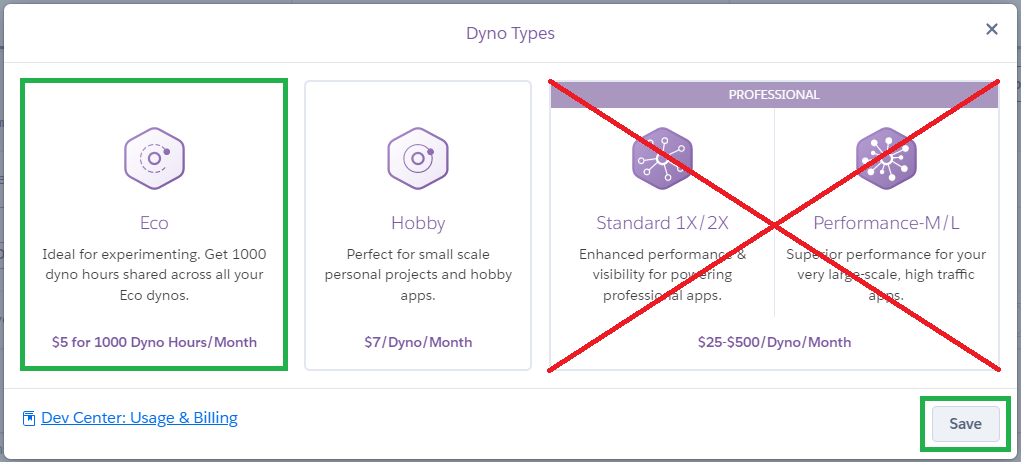 Dyno Types
PROFESSIONAL
Eco
Ideal for experimenting. Get 1000
dyno hours shared across all your
Eco dynos.
$5 for 1000 Dyno Hours/Month
Hobby
Perfect for small scale
personal projects and hobby
apps.
$7/Dyno/Month
Standard 1X/2X
Enhanced performance &
visibility for powering
professional apps.
Performance-M/L
Superior performance for your
very large-scale, high traffic
apps.
$25-$500/Dyno/Month
Dev Center: Usage & Billing
Save